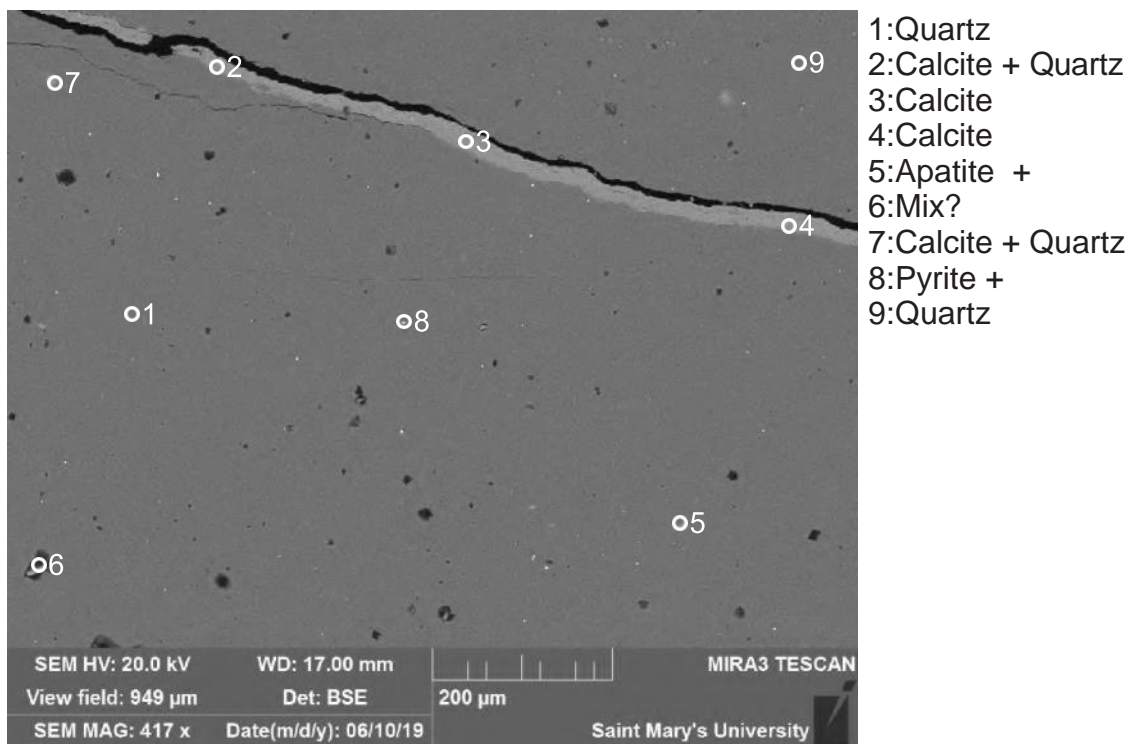 1:Quartz
2:Calcite + Quartz
3:Calcite
4:Calcite
5:Apatite +
6:Mix?
7:Calcite + Quartz
8:Pyrite +
9:Quartz
2
9
7
3
4
1
8
5
6
SEM HV: 20.0 kV WD: 17.00 mm MIRA3 TESCAN
View field: 949 µm Det: BSE 200 µm
SEM MAG: 417 x Date(m/d/y): 06/10/19 Saint Mary's University